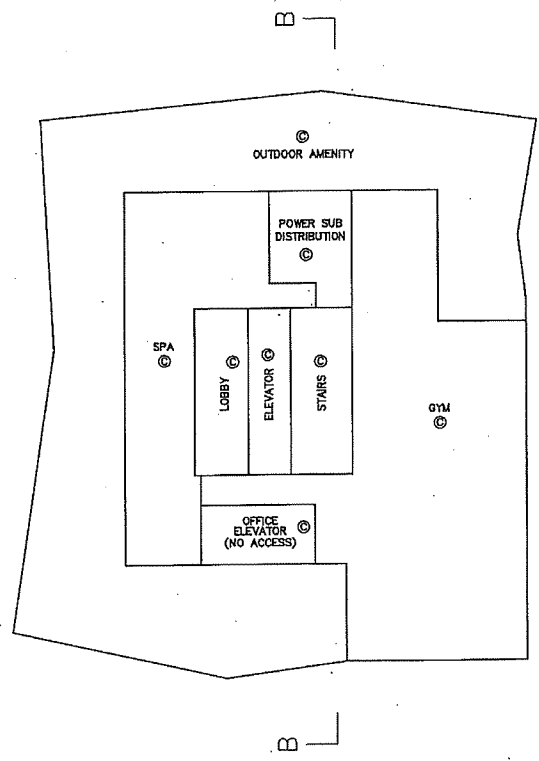 B
©
OUTDOOR AMENITY
POWER SUB
DISTRIBUTION
©
SPA
©
LOBBY ©
ELEVATOR ©
STAIRS ©
GYM
©
OFFICE
ELEVATOR ©
(NO ACCESS)
B